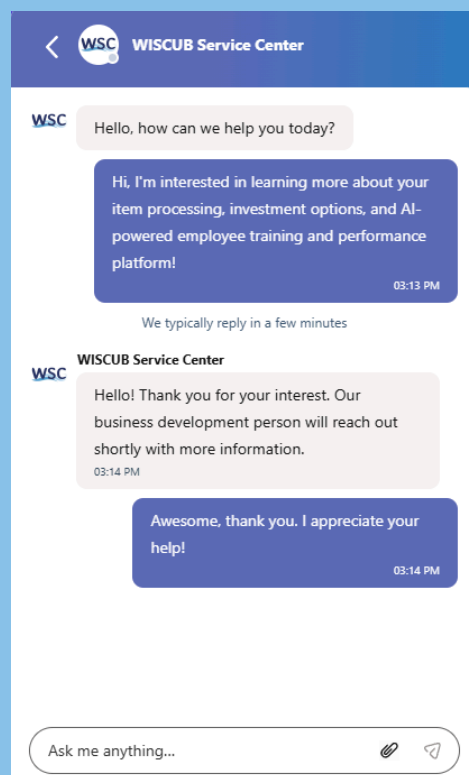 WSC WISCUB Service Center
WSC
Hello, how can we help you today?
Hi, I'm interested in learning more about your
item processing, investment options, and AI-
powered employee training and performance
platform!
03:13 PM
We typically reply in a few minutes
WISCUB Service Center
WSC
Hello! Thank you for your interest. Our
business development person will reach out
shortly with more information.
03:14 PM
Awesome, thank you. I appreciate your
help!
03:14 PM
Ask me anything...